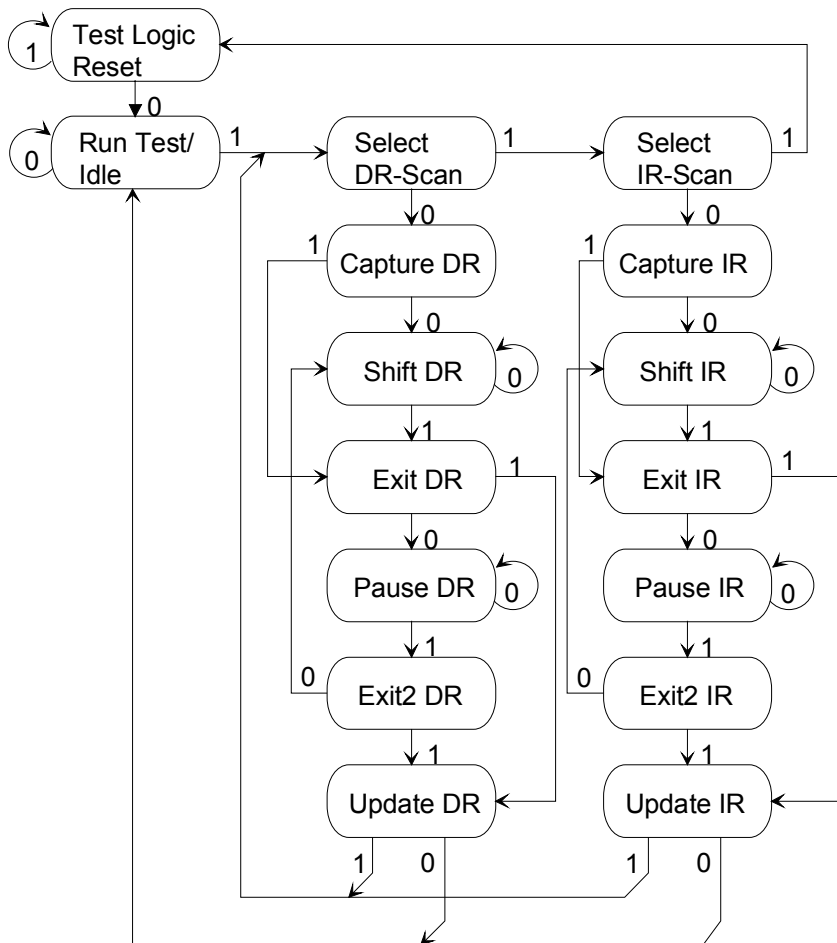 Test Logic
Reset
1
0
Run Test/
Idle
0
1
Select
DR-Scan
1
Select
IR-Scan
1
0
0
1
Capture DR
1
Capture IR
0
0
Shift DR
0
Shift IR
0
1
1
Exit DR
1
Exit IR
1
0
0
Pause DR
0
Pause IR
0
1
1
0
Exit2 DR
0
Exit2 IR
1
1
Update DR
Update IR
1
0
1
0